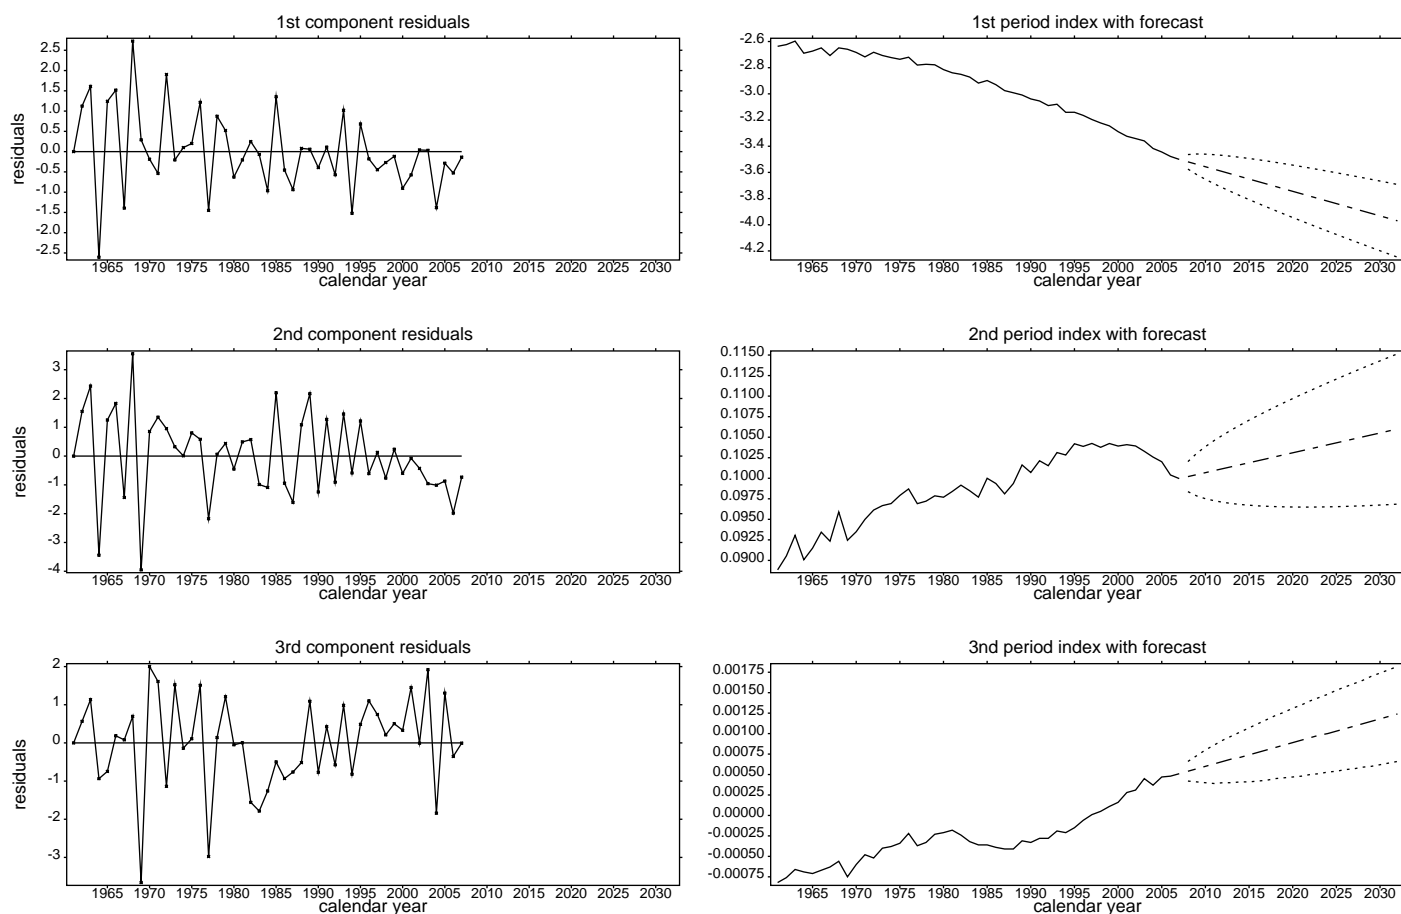 1st component residuals
2.5
2.0
1.5
1.0
0.5
0.0
-0.5
-1.0
-1.5
-2.0
-2.5
residuals
1965 1970 1975 1980 1985 1990 1995 2000 2005 2010 2015 2020 2025 2030
calendar year
1st period index with forecast
-2.6
-2.8
-3.0
-3.2
-3.4
-3.6
-3.8
-4.0
-4.2
1965 1970 1975 1980 1985 1990 1995 2000 2005 2010 2015 2020 2025 2030
calendar year
2nd component residuals
3
2
1
0
-1
-2
-3
-4
residuals
1965 1970 1975 1980 1985 1990 1995 2000 2005 2010 2015 2020 2025 2030
calendar year
2nd period index with forecast
0.1150
0.1125
0.1100
0.1075
0.1050
0.1025
0.1000
0.0975
0.0950
0.0925
0.0900
1965 1970 1975 1980 1985 1990 1995 2000 2005 2010 2015 2020 2025 2030
calendar year
3rd component residuals
2
1
0
-1
-2
-3
residuals
1965 1970 1975 1980 1985 1990 1995 2000 2005 2010 2015 2020 2025 2030
calendar year
3nd period index with forecast
0.00175
0.00150
0.00125
0.00100
0.00075
0.00050
0.00025
0.00000
-0.00025
-0.00050
-0.00075
1965 1970 1975 1980 1985 1990 1995 2000 2005 2010 2015 2020 2025 2030
calendar year